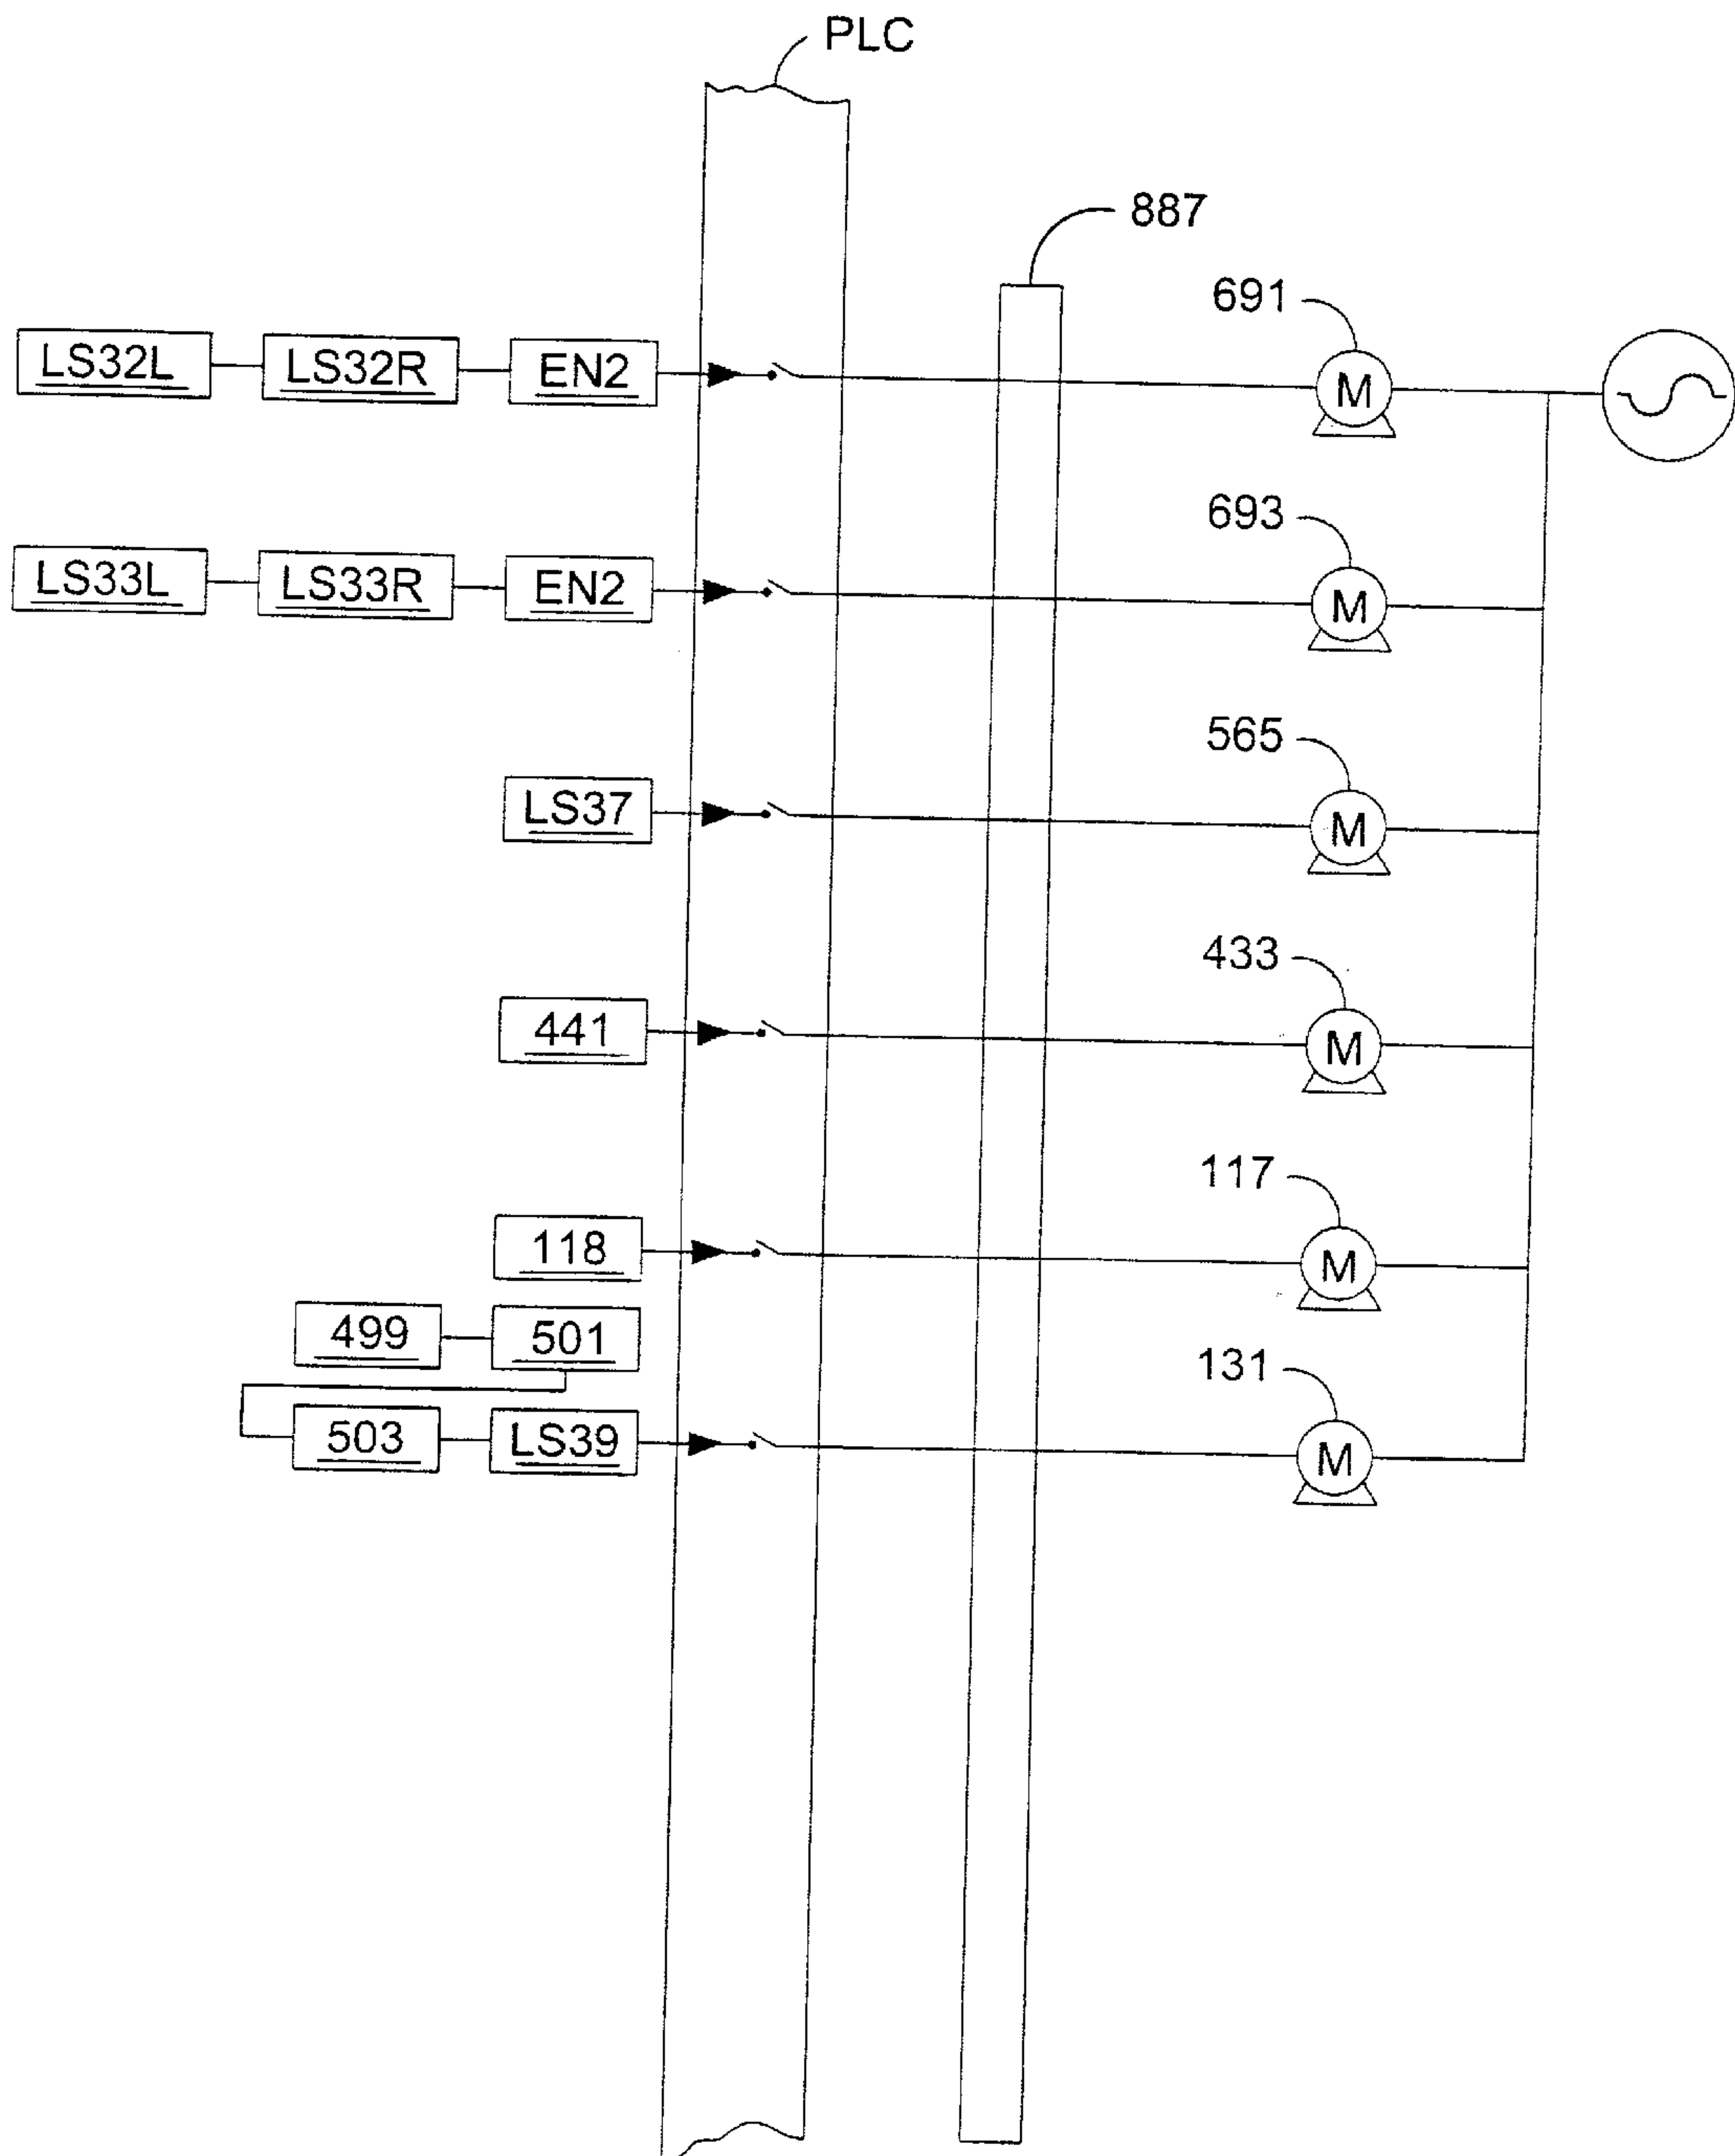 PLC
887
691
LS32L LS32R EN2 M
693
LS33L LS33R EN2 M
565
LS37 M
433
441 M
117
118 M
499 501
131
503 LS39 M